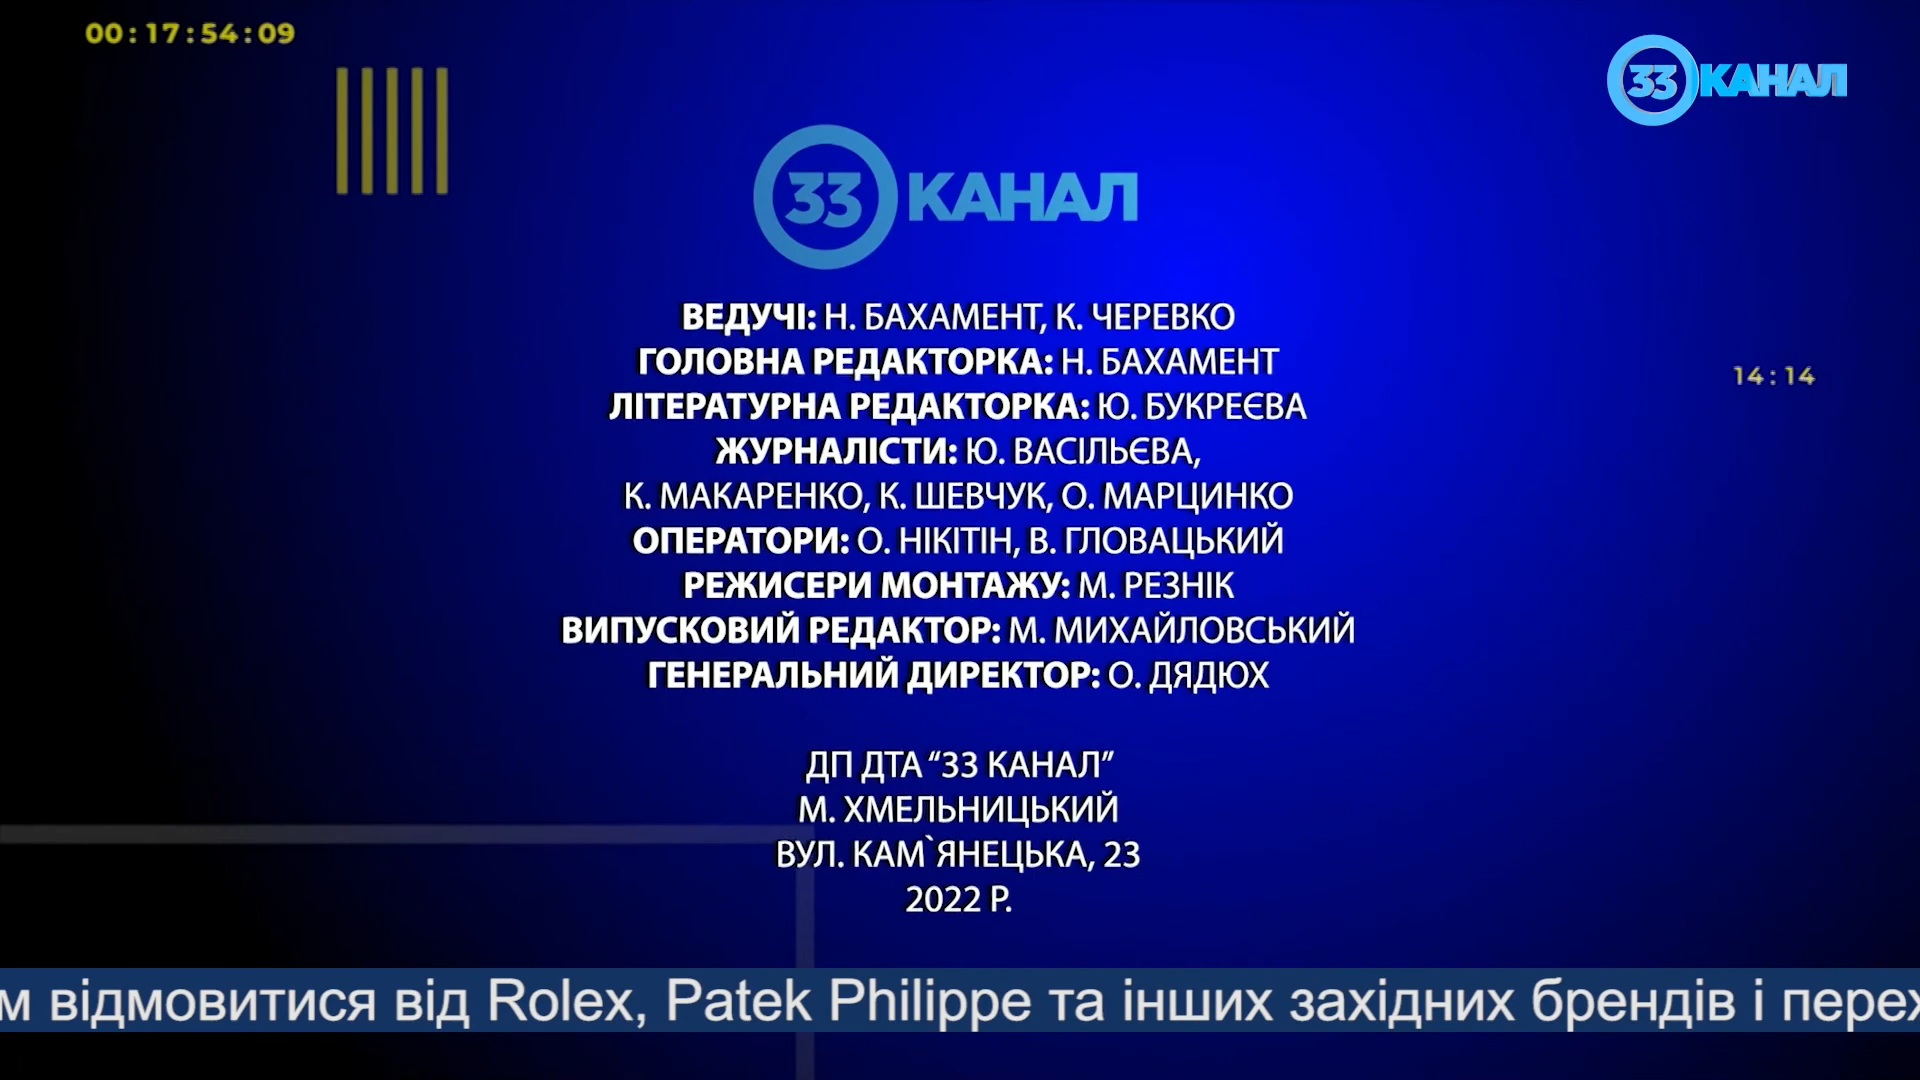 00:17:54:09
33 КАНАЛ
33 КАНАЛ
ВЕДУЧІ: Н. БАХАМЕНТ, К. ЧЕРЕВКО
ГОЛОВНА РЕДАКТОРКА: Н. БАХАМЕНТ
14:14
ЛІТЕРАТУРНА РЕДАКТОРКА: Ю. БУКРЕЄВА
ЖУРНАЛІСТИ: Ю. ВАСІЛЬЄВА,
К. МАКАРЕНКО, К. ШЕВЧУК, О. МАРЦИНКО
ОПЕРАТОРИ: О. НІКІТІН, В. ГЛОВАЦЬКИЙ
РЕЖИСЕРИ МОНТАЖУ: М. РЕЗНІК
ВИПУСКОВИЙ РЕДАКТОР: М. МИХАЙЛОВСЬКИЙ
ГЕНЕРАЛЬНИЙ ДИРЕКТОР: О. ДЯДЮХ
ДП ДТА “33 КАНАЛ”
М. ХМЕЛЬНИЦЬКИЙ
ВУЛ. КАМ`ЯНЕЦЬКА, 23
2022 Р.
м відмовитися від Rolex, Patek Philippe та інших західних брендів і перех